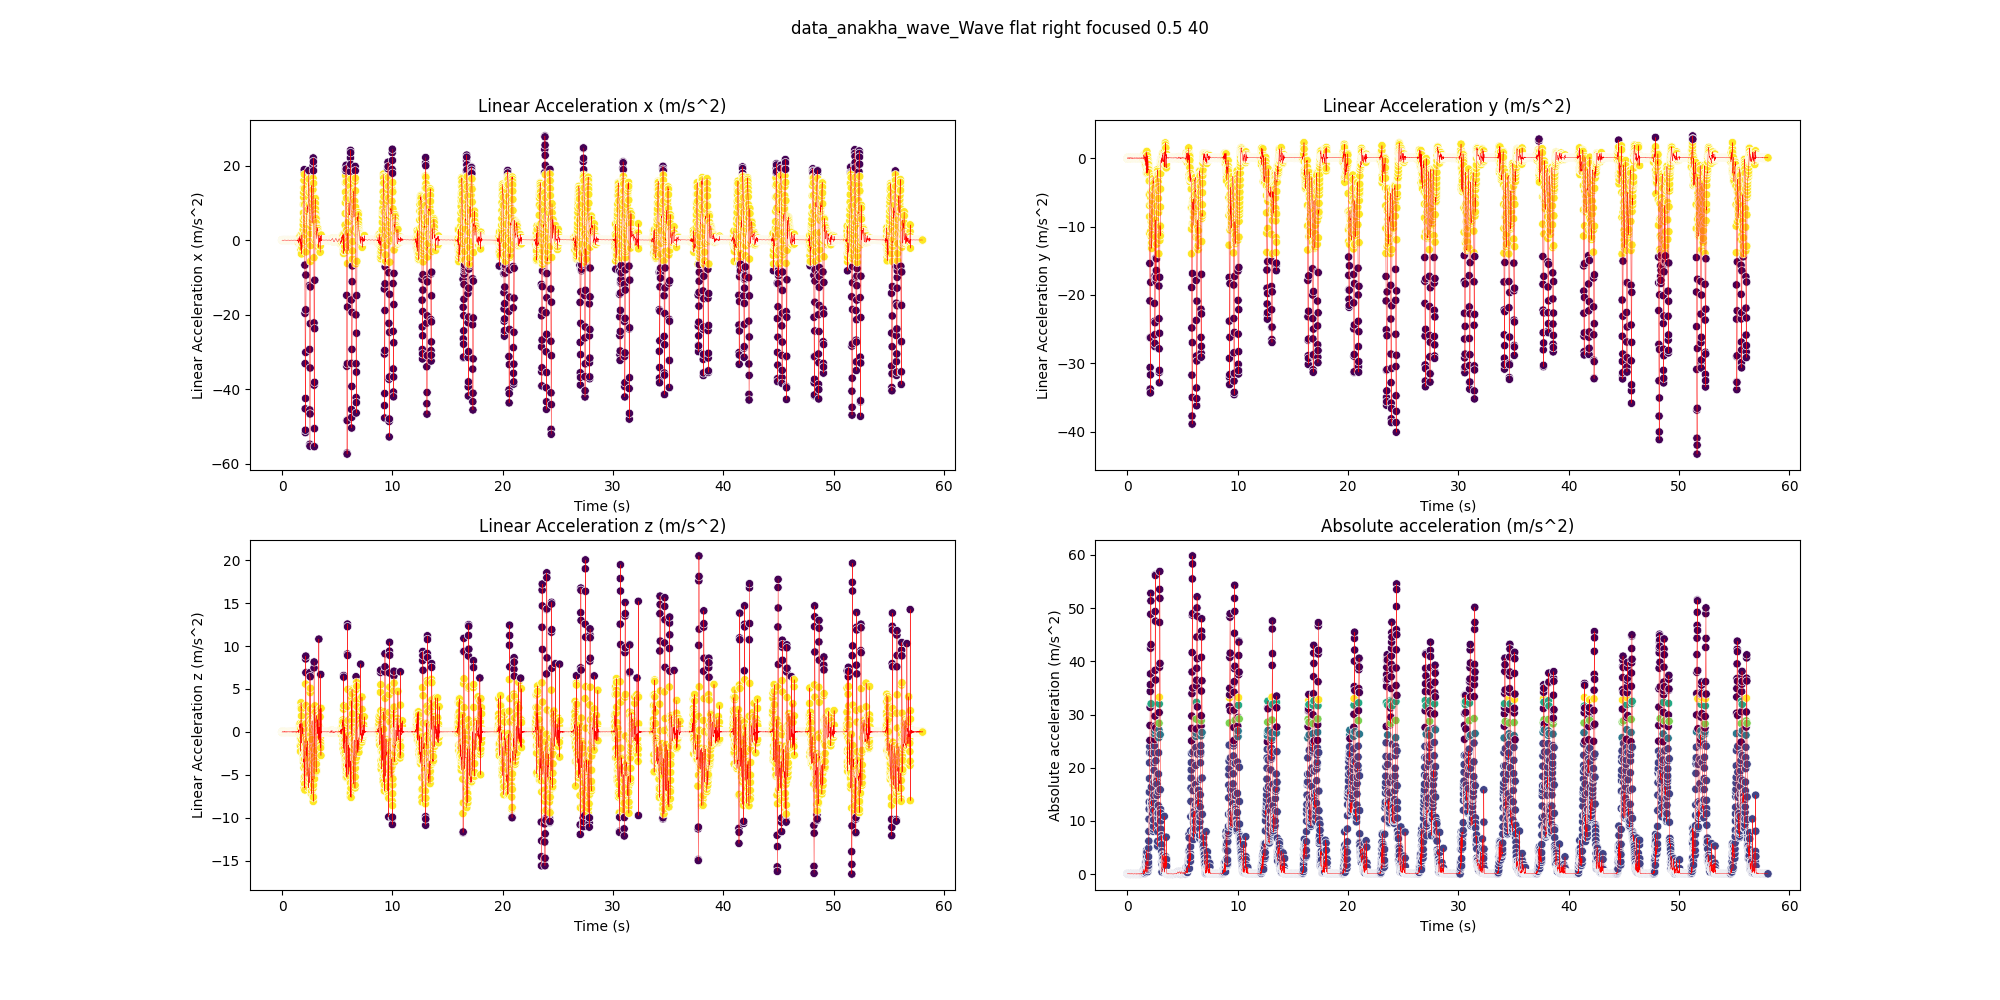 data_anakha_wave_Wave flat right focused 0.5 40
Linear Acceleration x (m/s^2)
Linear Acceleration x (m/s^2)
20
0
−20
−40
−60
0 10 20 30 40 50 60
Time (s)
Linear Acceleration y (m/s^2)
Linear Acceleration y (m/s^2)
0
−10
−20
−30
−40
0 10 20 30 40 50 60
Time (s)
Linear Acceleration z (m/s^2)
Linear Acceleration z (m/s^2)
20
15
10
5
0
−5
−10
−15
0 10 20 30 40 50 60
Time (s)
Absolute acceleration (m/s^2)
Absolute acceleration (m/s^2)
60
50
40
30
20
10
0
0 10 20 30 40 50 60
Time (s)